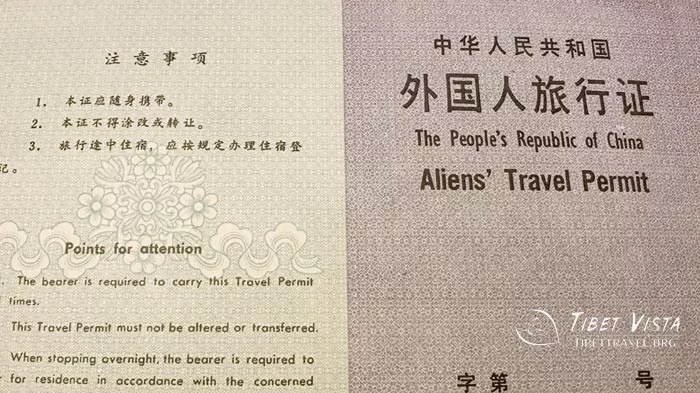 注意事项
1. 本证应随身携带。
2. 本证不得涂改或转让。
3. 旅行途中住宿，应按规定办理住宿登
记。
Points for attention
The bearer is required to carry this Travel Permit
times.
This Travel Permit must not be altered or transferred.
When stopping overnight, the bearer is required to
for residence in accordance with the concerned
中华人民共和国
外国人旅行证
The People's Republic of China
Aliens' Travel Permit
字第 号
TIBET VISTA
TIBETTRAVEL.ORG